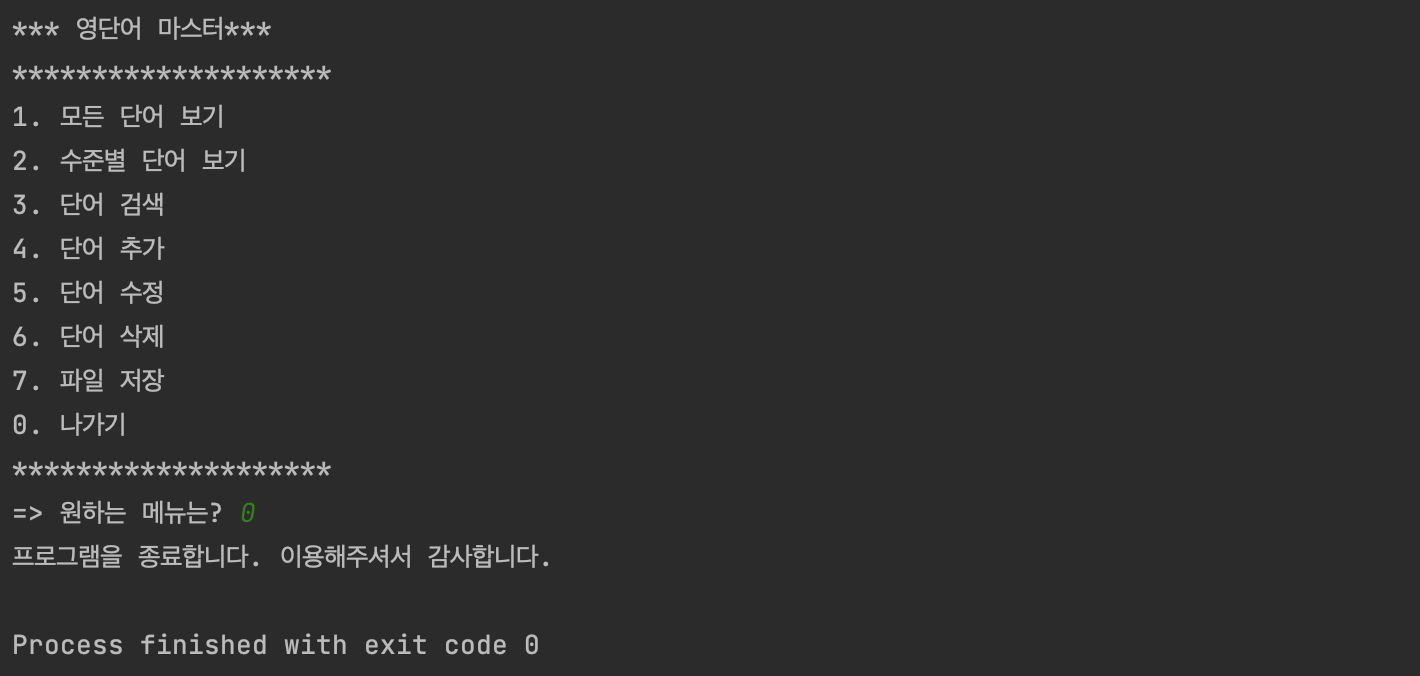 *** 영단어 마스터***
********************
1. 모든 단어 보기
2. 수준별 단어 보기
3. 단어 검색
4. 단어 추가
5. 단어 수정
6. 단어 삭제
7. 파일 저장
0. 나가기
********************
=> 원하는 메뉴는? 0
프로그램을 종료합니다. 이용해주셔서 감사합니다.
Process finished with exit code 0